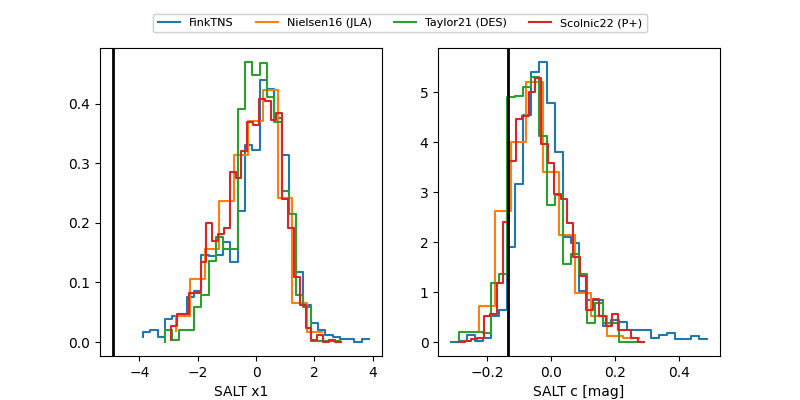 FinkTNS Nielsen16 (JLA) Taylor21 (DES) Scolnic22 (P+)
0.4
0.3
0.2
0.1
0.0
−4 −2 0 2 4
SALT x1
5
4
3
2
1
0
−0.2 0.0 0.2 0.4
SALT c [mag]